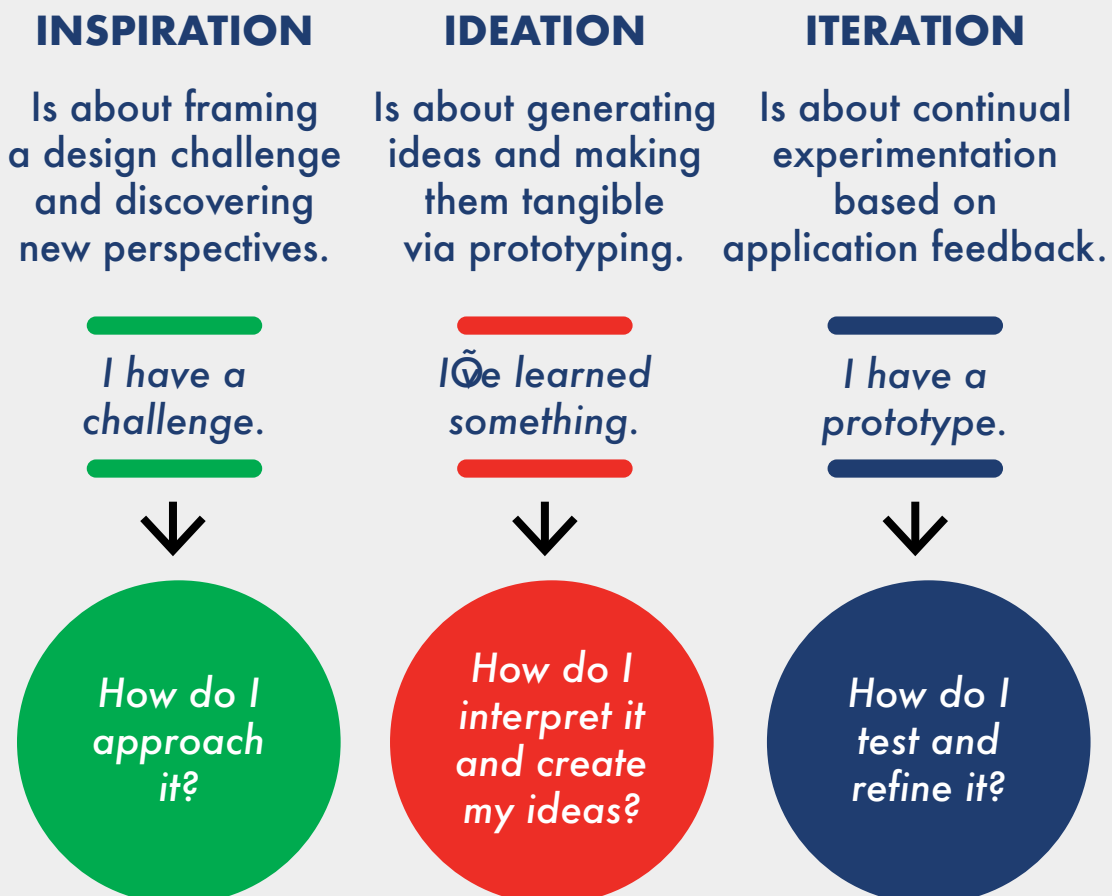 INSPIRATION
Is about framing
a design challenge
and discovering
new perspectives.
I have a
challenge.
How do I
approach
it?
IDEATION
Is about generating
ideas and making
them tangible
via prototyping.
IÕve learned
something.
How do I
interpret it
and create
my ideas?
ITERATION
Is about continual
experimentation
based on
application feedback.
I have a
prototype.
How do I
test and
refine it?